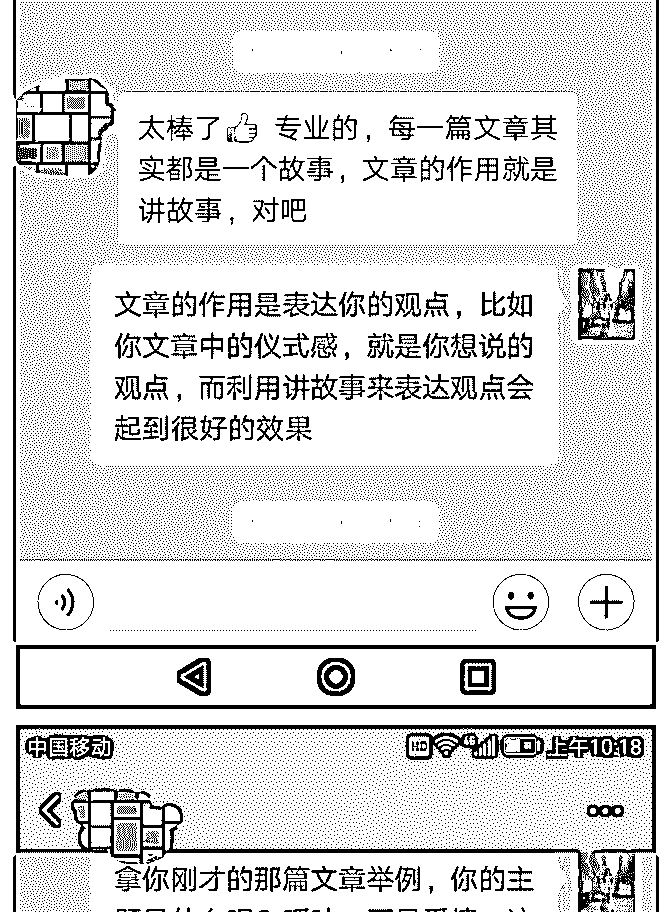 太棒了👍 专业的，每一篇文章其
实都是一个故事，文章的作用就是
讲故事，对吧
文章的作用是表达你的观点，比如
你文章中的仪式感，就是你想说的
观点，而利用讲故事来表达观点会
起到很好的效果
中国移动 HD 4G 上午10:18
拿你刚才的那篇文章举例，你的主